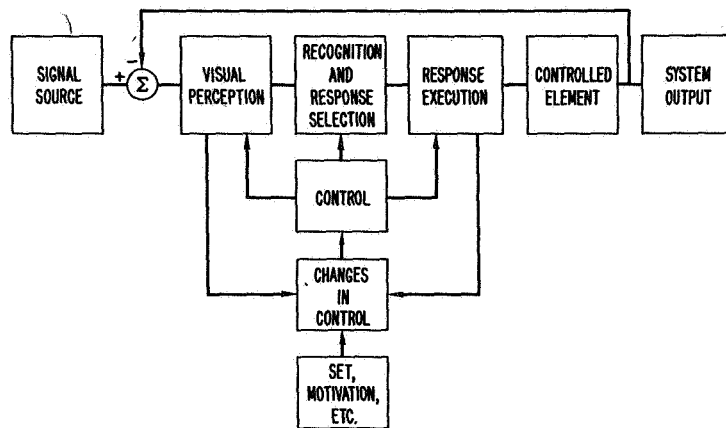 SIGNAL
SOURCE
+
-
Σ
VISUAL
PERCEPTION
RECOGNITION
AND
RESPONSE
SELECTION
RESPONSE
EXECUTION
CONTROLLED
ELEMENT
SYSTEM
OUTPUT
CONTROL
CHANGES
IN
CONTROL
SET,
MOTIVATION,
ETC.